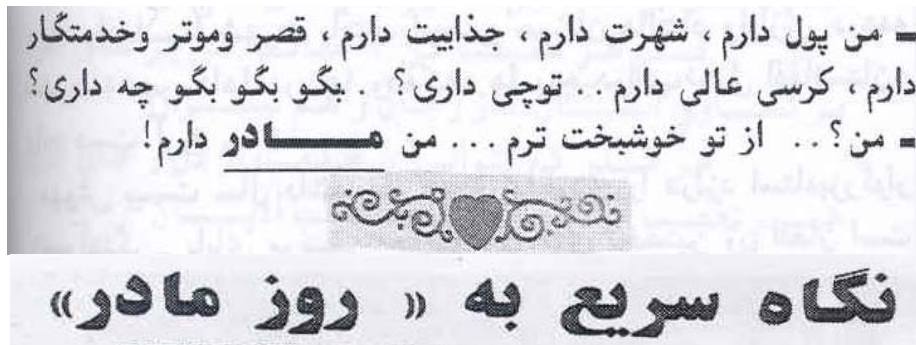 ـ من پول دارم ، شهرت دارم ، جذابیت دارم ، قصر وموتر وخدمتگار
دارم ، کرسی عالی دارم . . توچی داری؟ . بگو بگو بگو چه داری؟
ـ من؟ . . از تو خوشبخت ترم . . . من مـــــادر دارم!
نگاه سریع به « روز مادر»